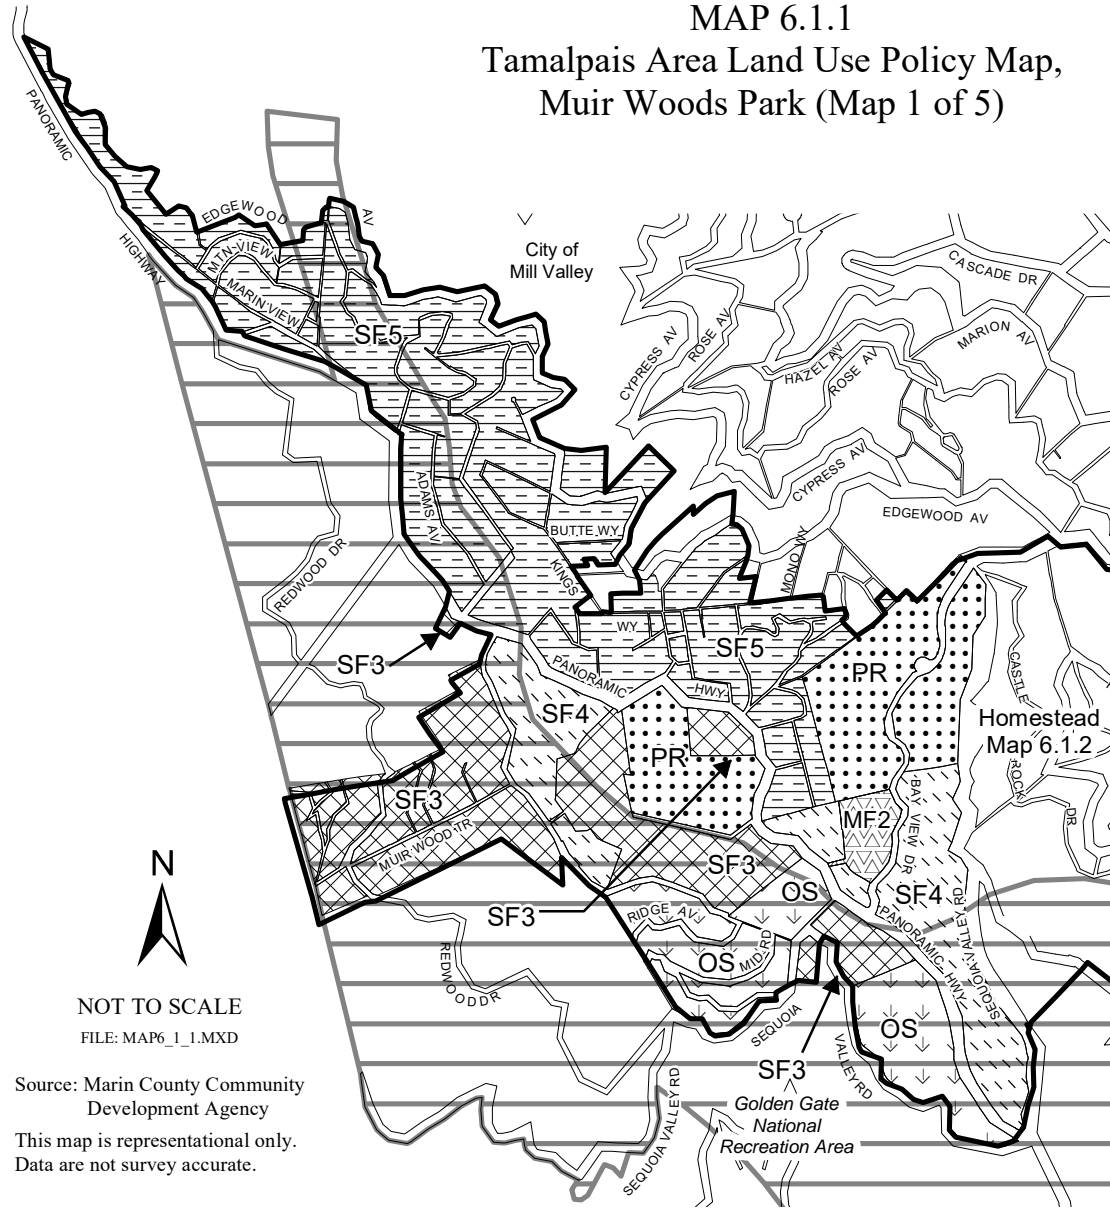 MAP 6.1.1
Tamalpais Area Land Use Policy Map,
Muir Woods Park (Map 1 of 5)
PANORAMIC
HIGHWAY
EDGEWOOD
AV
MTN VIEW
MARIN VIEW
City of
Mill Valley
CASCADE DR
CYPRESS AV
ROSE AV
HAZEL AV
ROSE AV
MARION AV
SF5
ADAMS AV
CYPRESS AV
EDGEWOOD AV
BUTTE WY
KINGS
WY
MONO WY
REDWOOD DR
SF3
SF5
PANORAMIC
HWY
PR
SF4
PR
CASTLE
ROCK
DR
Homestead
Map 6.1.2
SF3
MUIR WOOD TR
MF2
BAY VIEW DR
SF3
SF4
OS
SF3
RIDGE AV
MID RD
OS
PANORAMIC HWY
SEQUOIA VALLEY RD
SEQUOIA VALLEY RD
REDWOOD DR
N
NOT TO SCALE
FILE: MAP6_1_1.MXD
OS
SEQUOIA
VALLEY RD
SF3
Golden Gate
National
Recreation Area
SEQUOIA VALLEY RD
Source: Marin County Community
Development Agency
This map is representational only.
Data are not survey accurate.